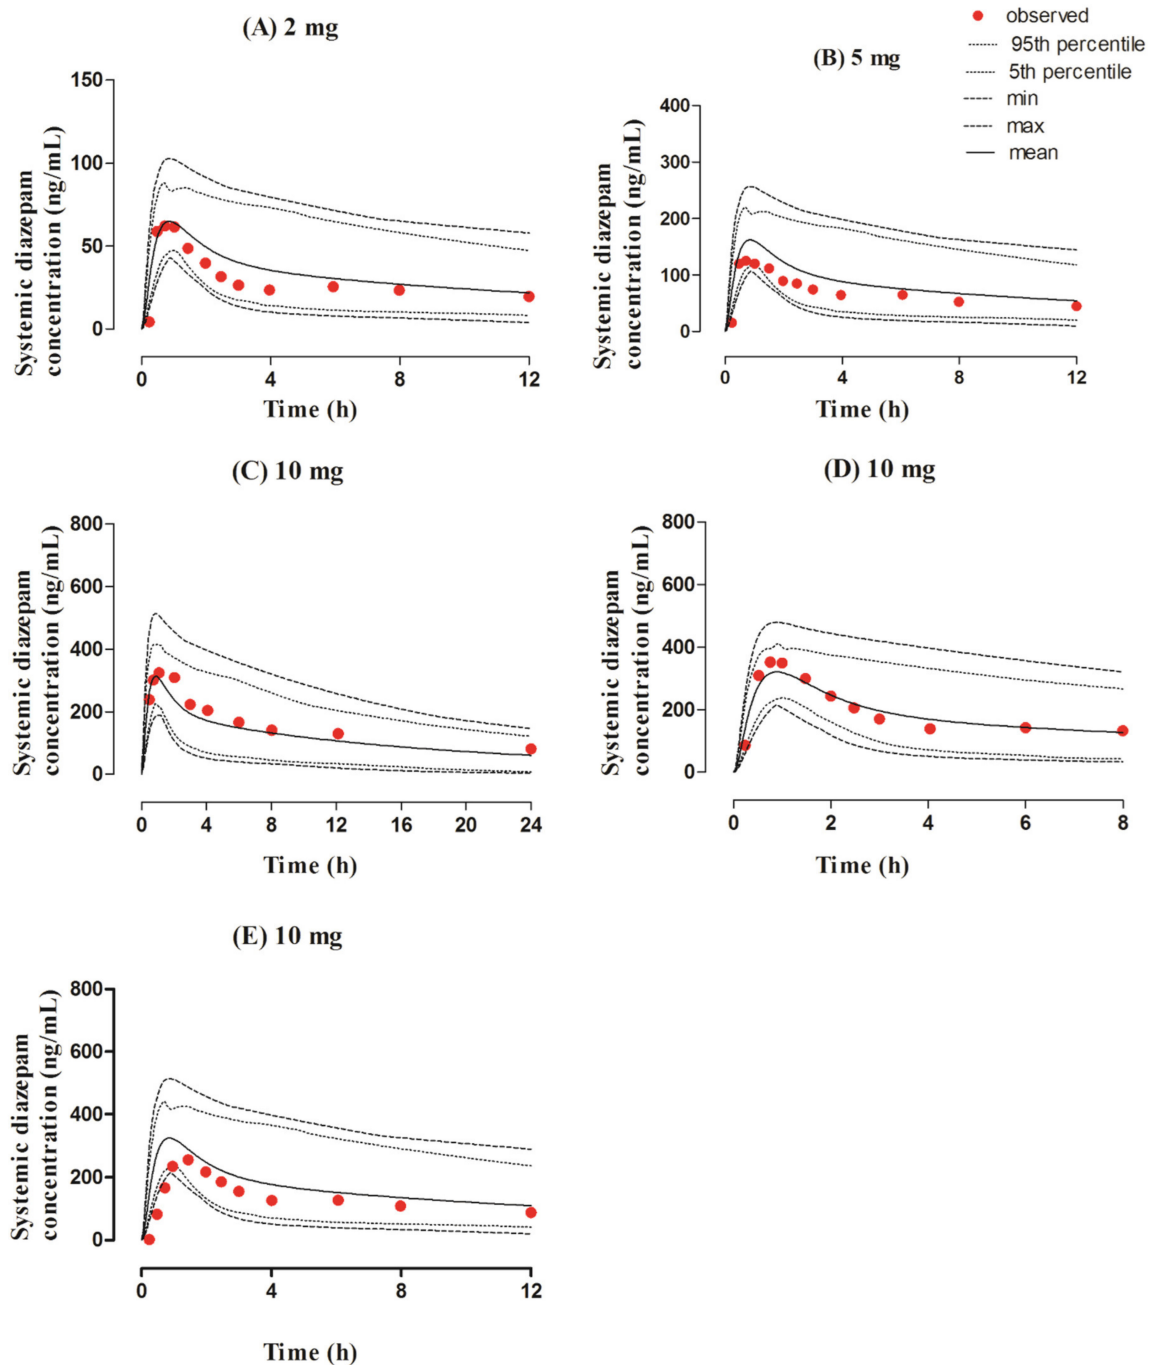 (A) 2 mg
150
100
50
0
0 4 8 12
Systemic diazepam
concentration (ng/mL)
Time (h)
observed
95th percentile
5th percentile
min
max
mean
(B) 5 mg
400
300
200
100
0
0 4 8 12
Systemic diazepam
concentration (ng/mL)
Time (h)
(C) 10 mg
800
600
400
200
0
0 4 8 12 16 20 24
Systemic diazepam
concentration (ng/mL)
Time (h)
(D) 10 mg
800
600
400
200
0
0 2 4 6 8
Systemic diazepam
concentration (ng/mL)
Time (h)
(E) 10 mg
800
600
400
200
0
0 4 8 12
Systemic diazepam
concentration (ng/mL)
Time (h)